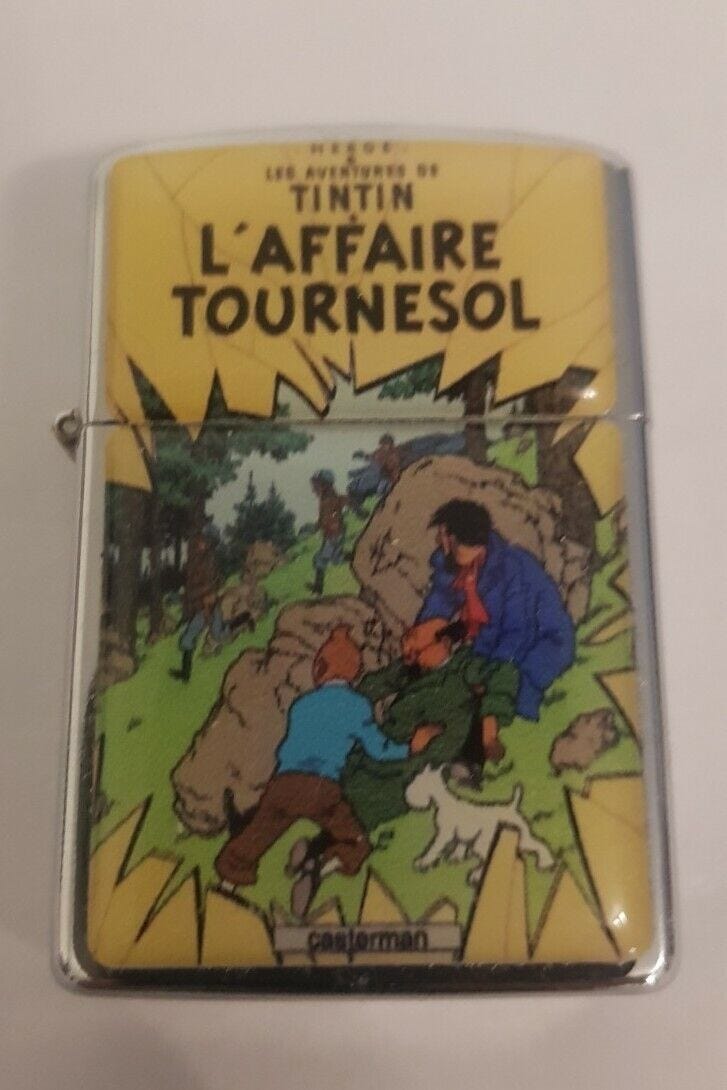 HERGÉ
LES AVENTURES DE
TINTIN
L'AFFAIRE
TOURNESOL
casterman